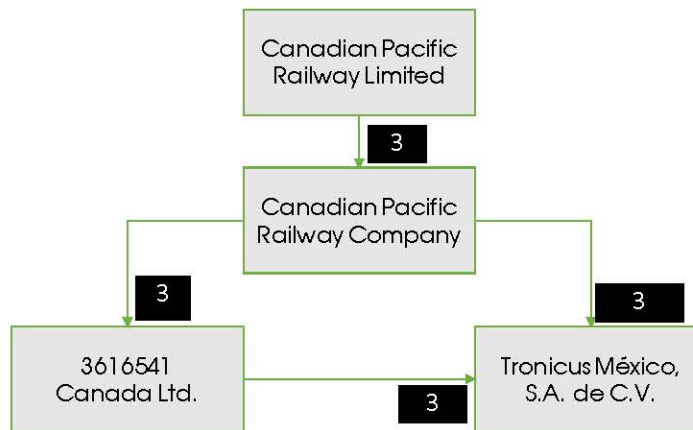 Canadian Pacific
Railway Limited
3
Canadian Pacific
Railway Company
3
3
3616541
Canada Ltd.
Tronicus México,
S.A. de C.V.
3